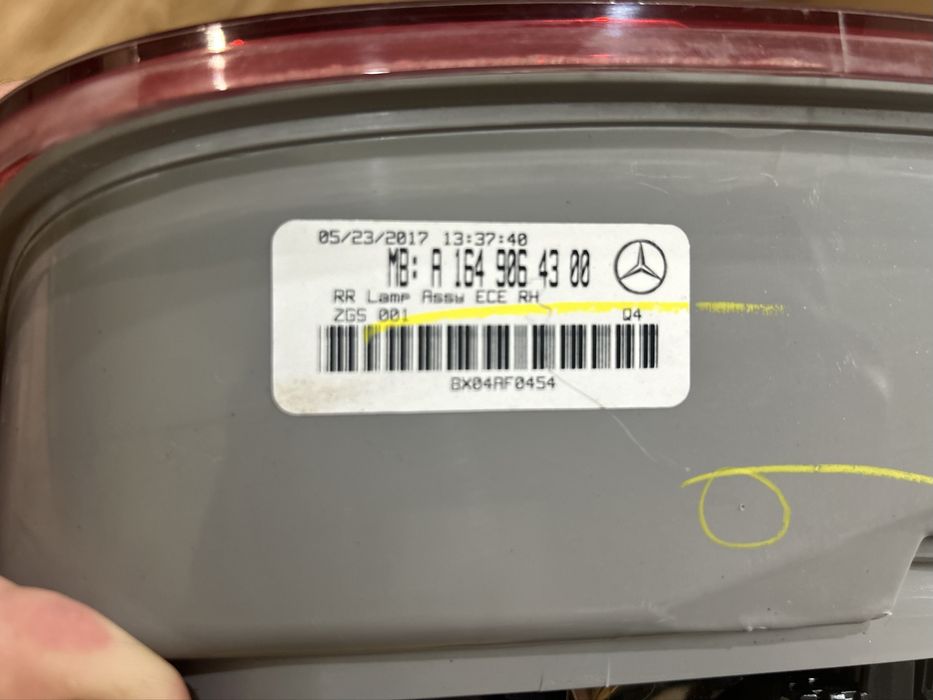 05/23/2017 13:37:40
MB: A 164 906 43 00
RR Lamp Assy ECE RH
ZGS 001 Q4
BX04AF0454